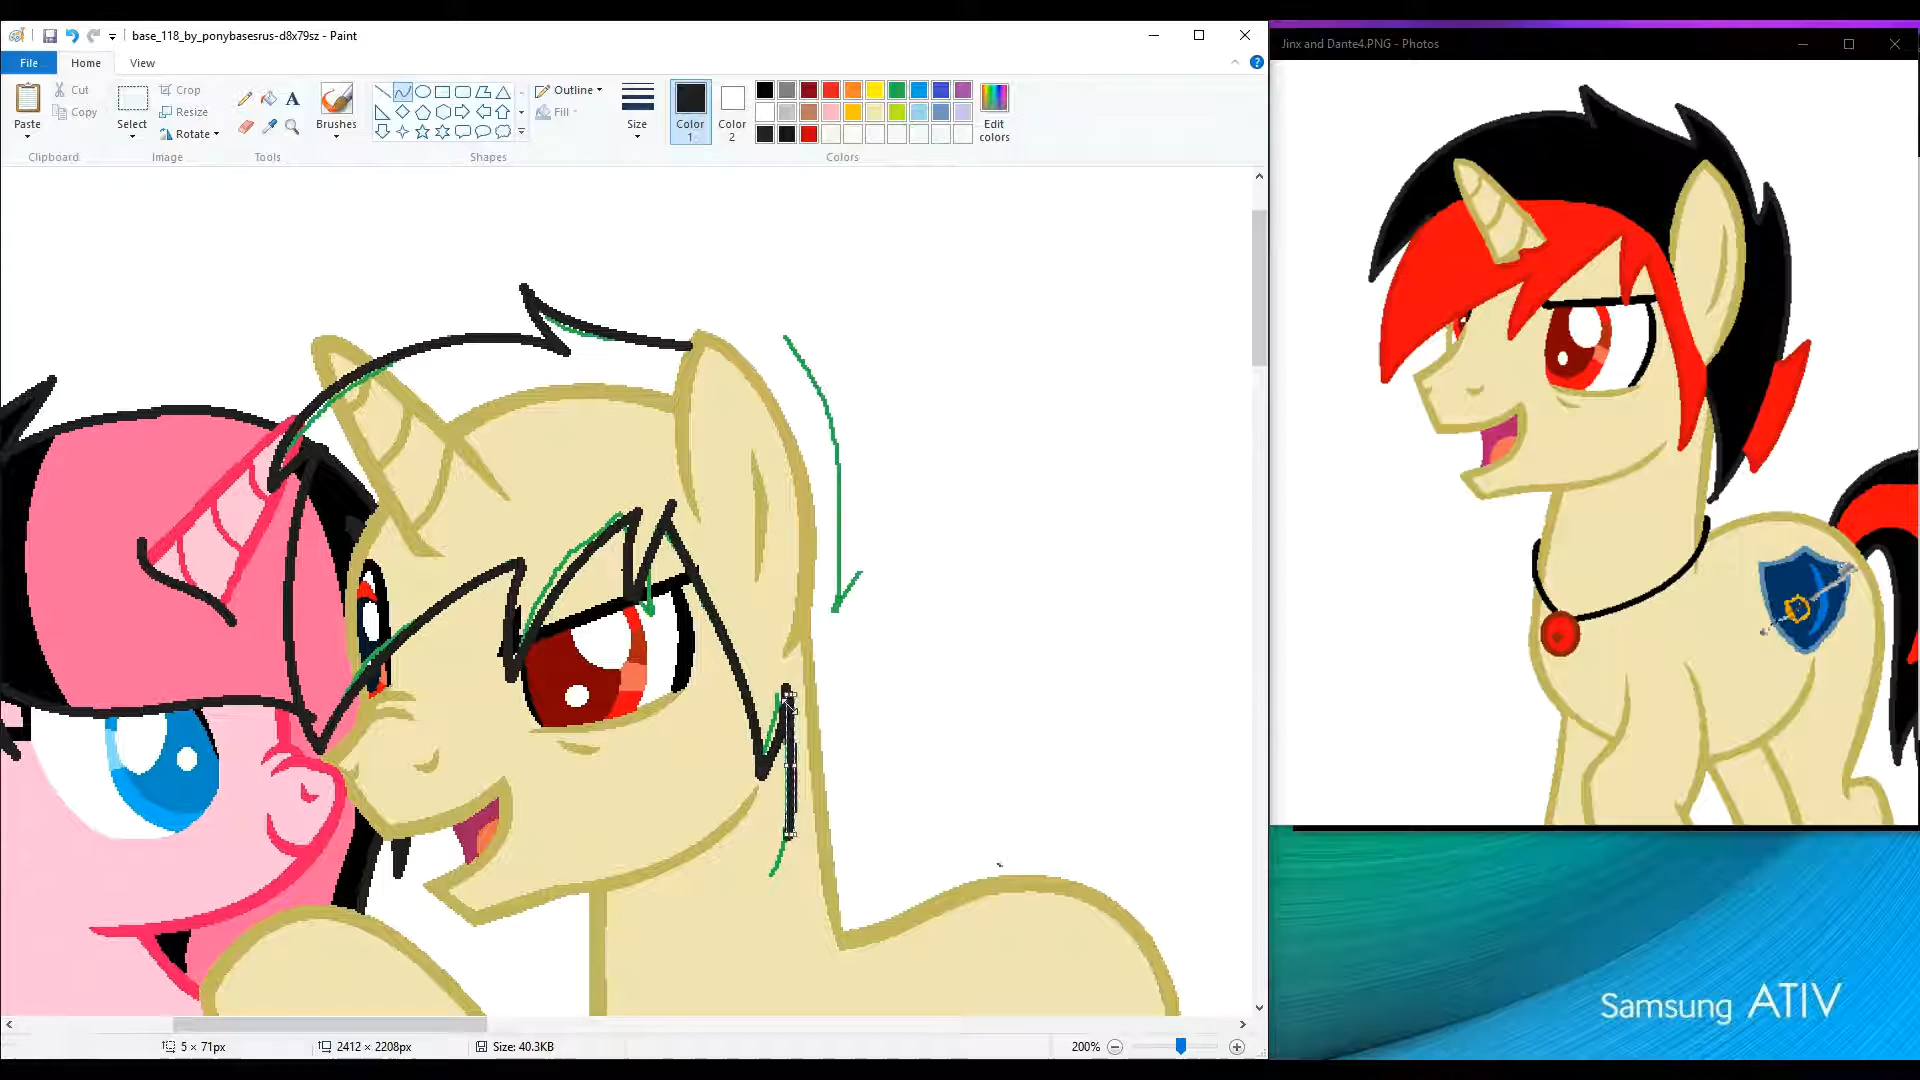 base_118_by_ponybasesrus-d8x79sz - Paint
File
Home
View
Paste
Cut
Copy
Clipboard
Select
Crop
Resize
Rotate
Image
A
Tools
Brushes
Shapes
Outline
Fill
Size
Color
1
Color
2
Edit
colors
Colors
5 × 71px
2412 × 2208px
Size: 40.3KB
200%
Jinx and Dante4.PNG - Photos
Samsung ATIV